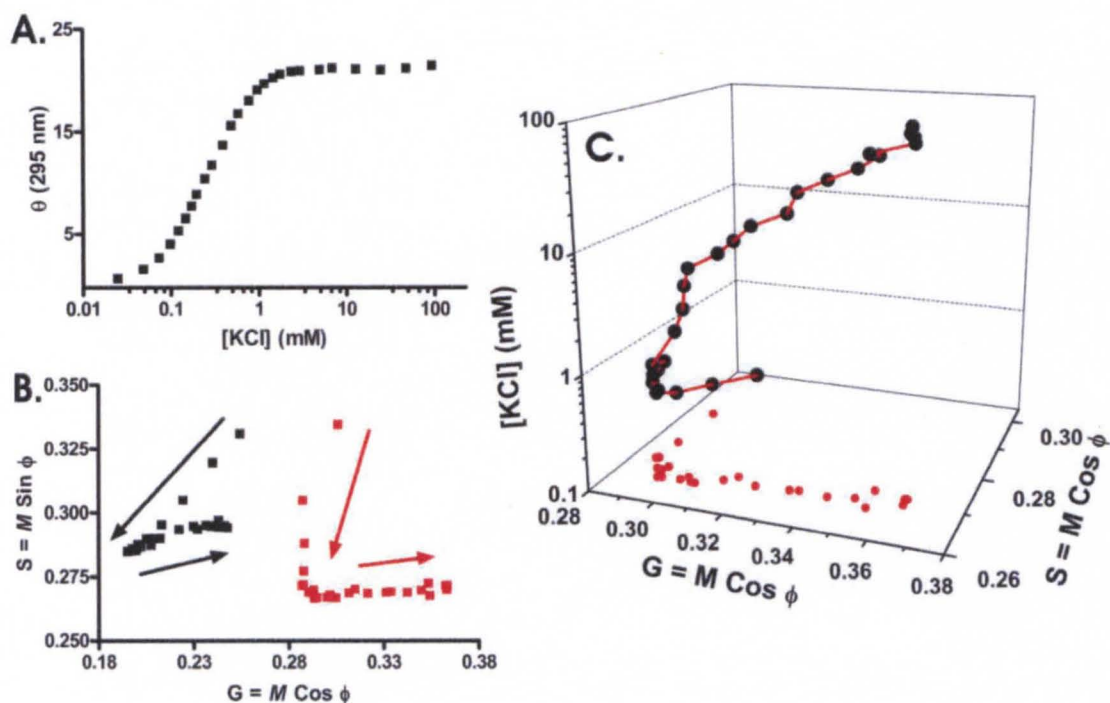 A.
25
15
5
θ (295 nm)
0.01 0.1 1 10 100
[KCl] (mM)
B.
0.350
0.325
0.300
0.275
0.250
S = M Sin ϕ
0.18 0.23 0.28 0.33 0.38
G = M Cos ϕ
C.
100
10
1
0.1
[KCl] (mM)
0.28 0.30 0.32 0.34 0.36 0.38
G = M Cos ϕ
0.26 0.28 0.30
S = M Cos ϕ